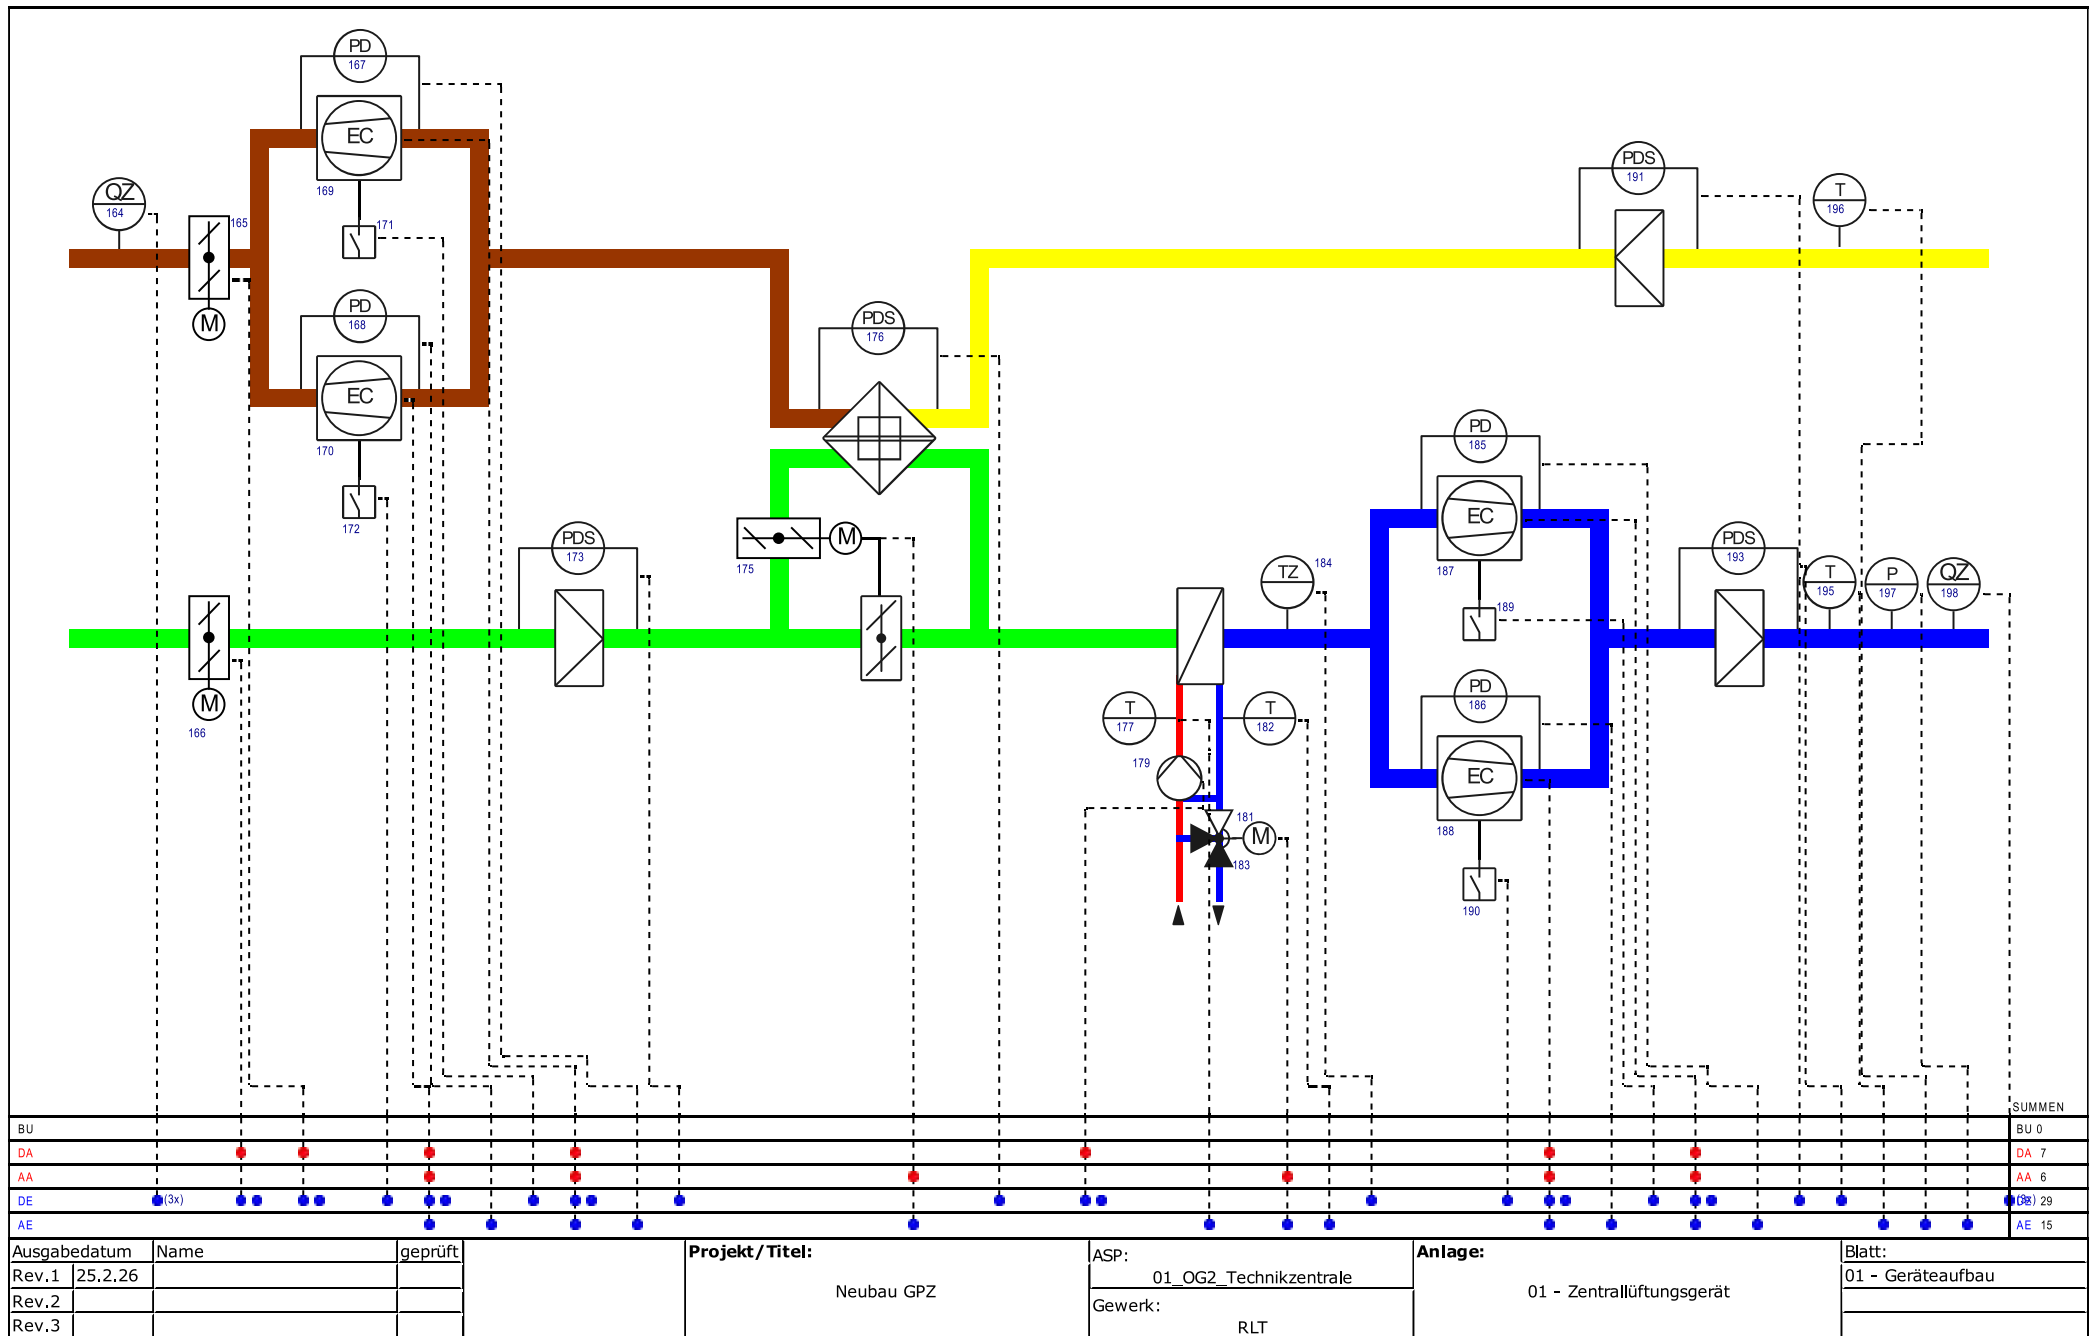 PD
167
EC
169
QZ
164
165
171
M
PD
168
EC
170
172
M
166
PDS
173
PDS
176
175
M
PDS
191
T
196
PD
185
EC
187
189
PD
186
EC
188
190
TZ
184
T
177
T
182
179
181
M
183
PDS
193
T
195
P
197
QZ
198
SUMMEN
BU
BU 0
DA
DA 7
AA
AA 6
DE
(3x)
(3x)
DE 29
AE
AE 15
Ausgabedatum
Name
geprüft
Rev.1
25.2.26
Rev.2
Rev.3
Projekt/Titel:
Neubau GPZ
ASP:
01_OG2_Technikzentrale
Gewerk:
RLT
Anlage:
01 - Zentrallüftungsgerät
Blatt:
01 - Geräteaufbau